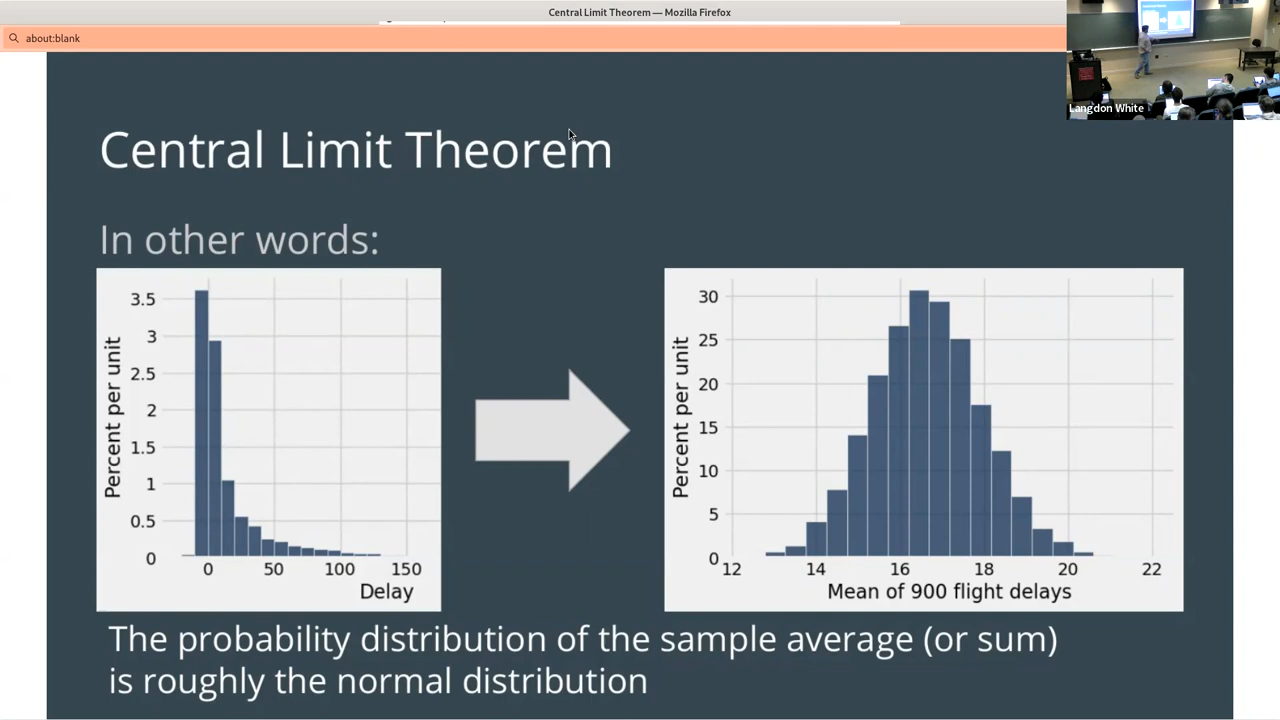 Central Limit Theorem — Mozilla Firefox
about:blank
Langdon White
Central Limit Theorem
In other words:
Percent per unit
3.5
3
2.5
2
1.5
1
0.5
0
0 50 100 150
Delay
Percent per unit
30
25
20
15
10
5
0
12 14 16 18 20 22
Mean of 900 flight delays
The probability distribution of the sample average (or sum)
is roughly the normal distribution